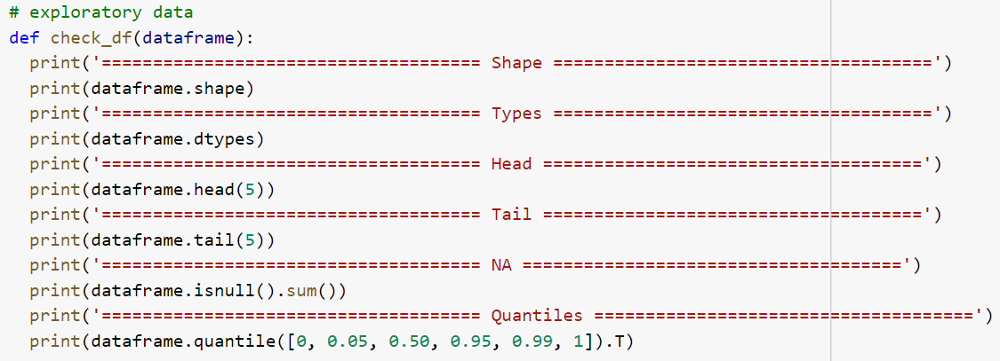 # exploratory data
def check_df(dataframe):
  print('===================================== Shape =====================================')
  print(dataframe.shape)
  print('===================================== Types =====================================')
  print(dataframe.dtypes)
  print('===================================== Head =====================================')
  print(dataframe.head(5))
  print('===================================== Tail =====================================')
  print(dataframe.tail(5))
  print('===================================== NA =====================================')
  print(dataframe.isnull().sum())
  print('===================================== Quantiles =====================================')
  print(dataframe.quantile([0, 0.05, 0.50, 0.95, 0.99, 1]).T)